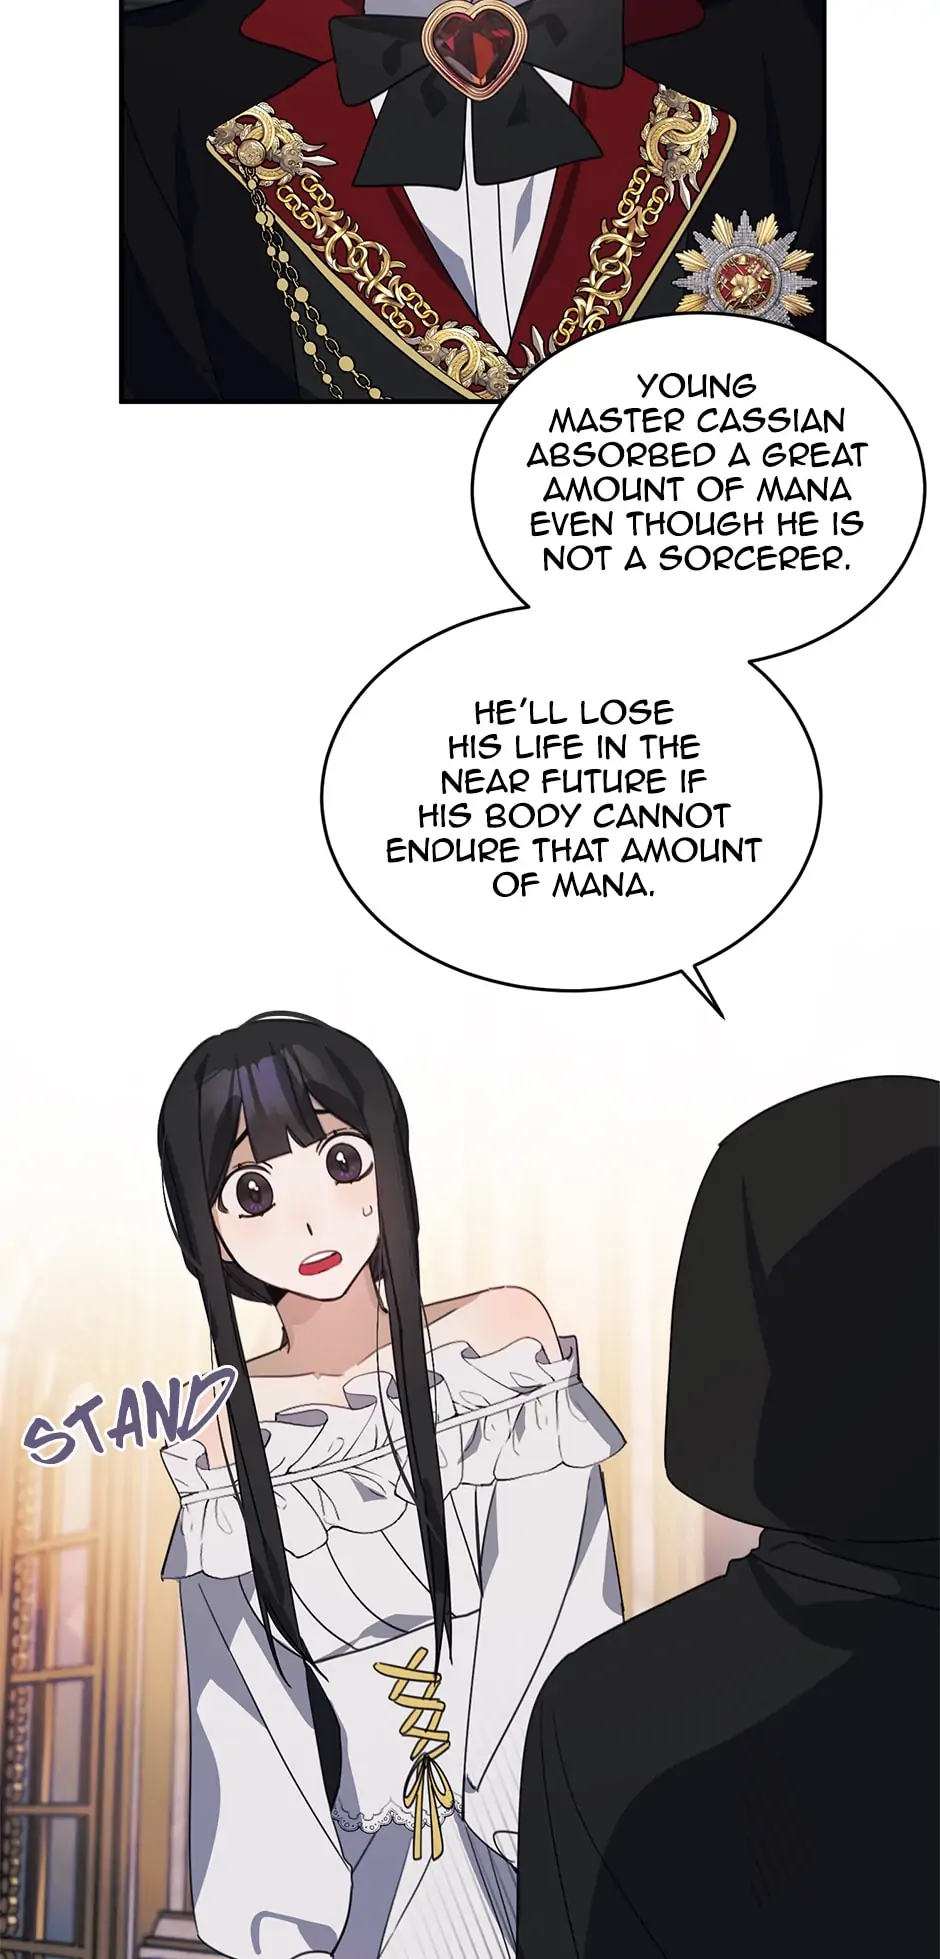 YOUNG
MASTER CASSIAN
ABSORBED A GREAT
AMOUNT OF MANA
EVEN THOUGH HE IS
NOT A SORCERER.
HE'LL LOSE
HIS LIFE IN THE
NEAR FUTURE IF
HIS BODY CANNOT
ENDURE THAT AMOUNT
OF MANA.
STAND